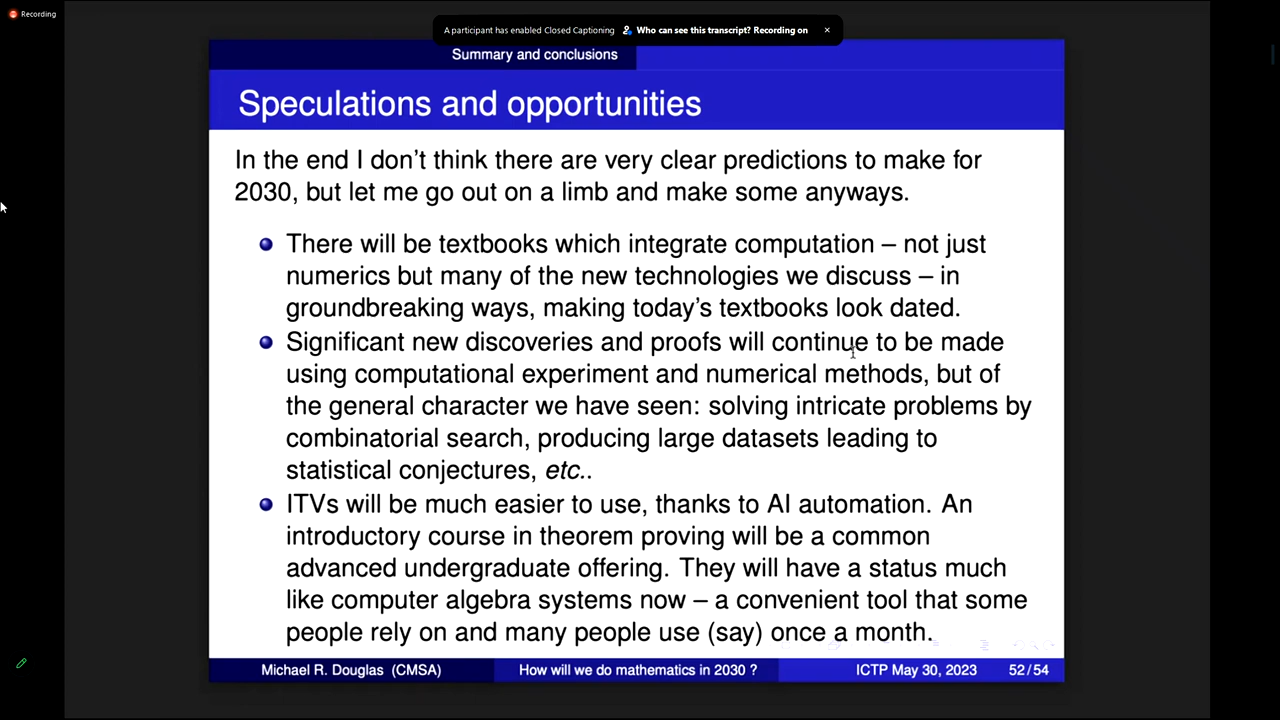 Recording
A participant has enabled Closed Captioning Who can see this transcript? Recording on ×
Summary and conclusions
Speculations and opportunities
In the end I don't think there are very clear predictions to make for
2030, but let me go out on a limb and make some anyways.
There will be textbooks which integrate computation – not just
numerics but many of the new technologies we discuss – in
groundbreaking ways, making today's textbooks look dated.
Significant new discoveries and proofs will continue to be made
using computational experiment and numerical methods, but of
the general character we have seen: solving intricate problems by
combinatorial search, producing large datasets leading to
statistical conjectures, etc..
ITVs will be much easier to use, thanks to AI automation. An
introductory course in theorem proving will be a common
advanced undergraduate offering. They will have a status much
like computer algebra systems now – a convenient tool that some
people rely on and many people use (say) once a month.
Michael R. Douglas (CMSA) How will we do mathematics in 2030 ? ICTP May 30, 2023 52 / 54